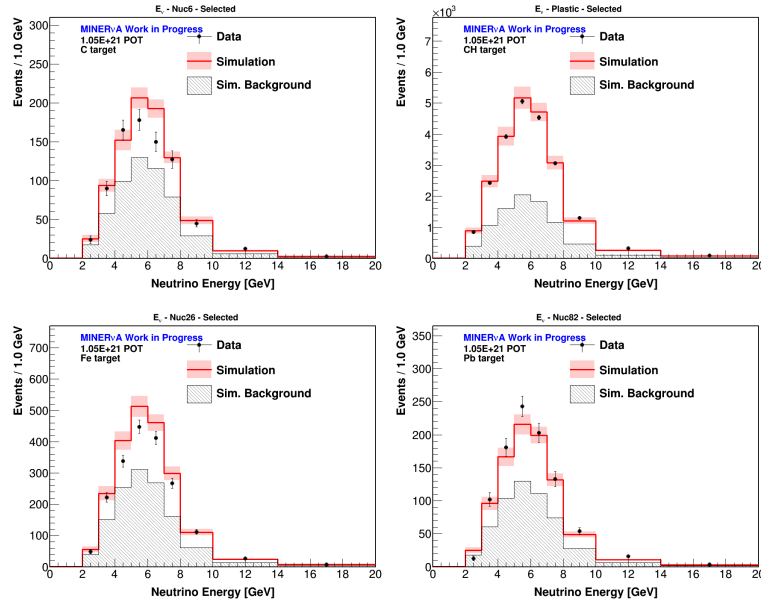 E_ν - Nuc6 - Selected
Events / 1.0 GeV
MINERνA Work in Progress
1.05E+21 POT
C target
Data
Simulation
Sim. Background
300
250
200
150
100
50
0
0 2 4 6 8 10 12 14 16 18 20
Neutrino Energy [GeV]
E_ν - Plastic - Selected
×10³
Events / 1.0 GeV
MINERνA Work in Progress
1.05E+21 POT
CH target
Data
Simulation
Sim. Background
7
6
5
4
3
2
1
0
0 2 4 6 8 10 12 14 16 18 20
Neutrino Energy [GeV]
E_ν - Nuc26 - Selected
Events / 1.0 GeV
MINERνA Work in Progress
1.05E+21 POT
Fe target
Data
Simulation
Sim. Background
700
600
500
400
300
200
100
0
0 2 4 6 8 10 12 14 16 18 20
Neutrino Energy [GeV]
E_ν - Nuc82 - Selected
Events / 1.0 GeV
MINERνA Work in Progress
1.05E+21 POT
Pb target
Data
Simulation
Sim. Background
350
300
250
200
150
100
50
0
0 2 4 6 8 10 12 14 16 18 20
Neutrino Energy [GeV]